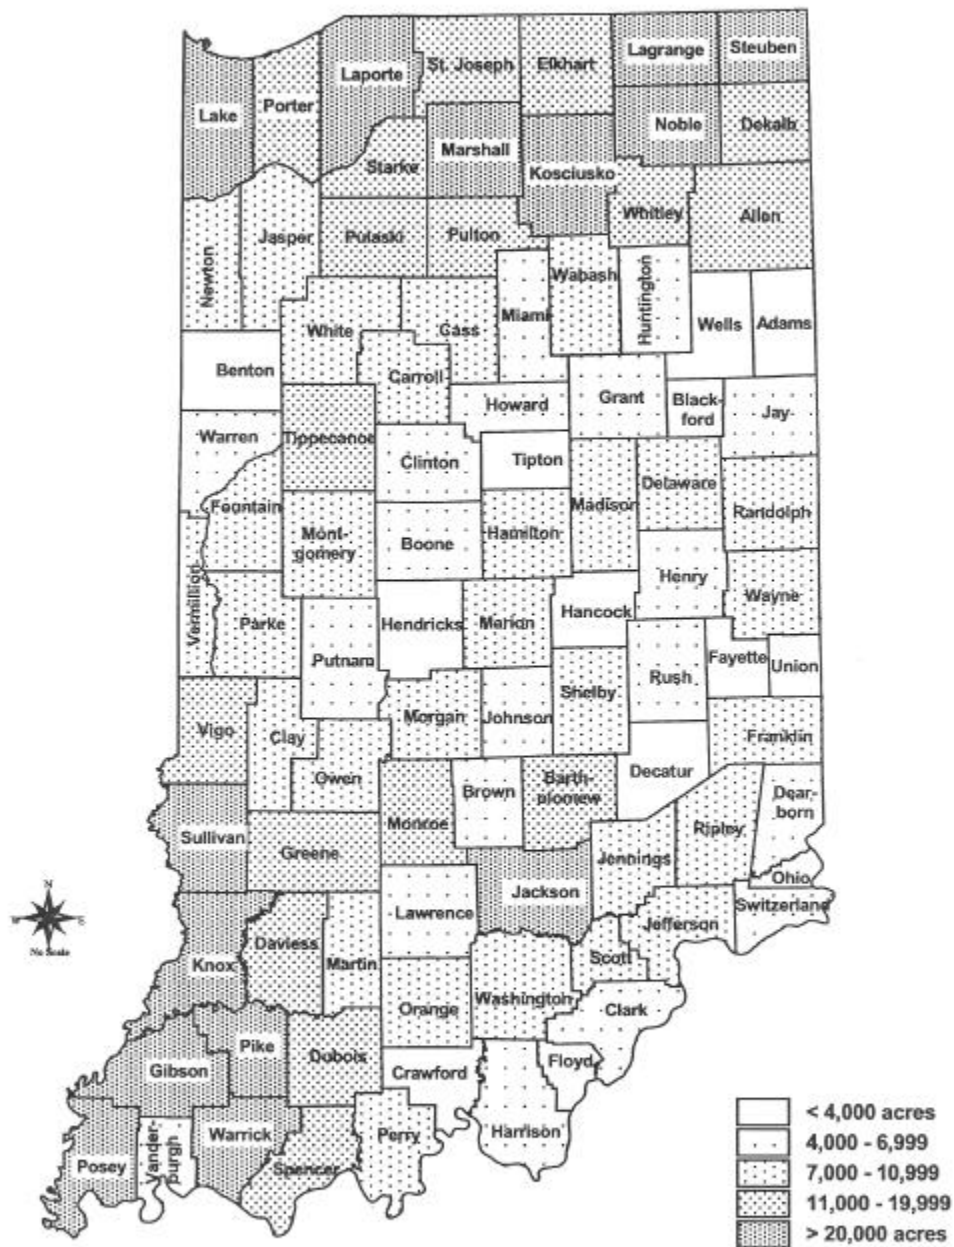 Steuben
Lagrange
St. Joseph
Elkhart
Laporte
Porter
Lake
Noble
Dekalb
Marshall
Starke
Kosciusko
Whitley
Allen
Jasper
Pulaski
Fulton
Newton
Wabash
Huntington
Miami
White
Cass
Wells
Adams
Benton
Carroll
Howard
Grant
Black-
ford
Jay
Warren
Tippecanoe
Clinton
Tipton
Delaware
Fountain
Madison
Randolph
Mont-
gomery
Boone
Hamilton
Henry
Vermillion
Wayne
Parke
Hendricks
Marion
Hancock
Putnam
Fayette
Union
Rush
Shelby
Vigo
Clay
Morgan
Johnson
Franklin
Owen
Decatur
Brown
Barth-
olomew
Dear-
born
Sullivan
Monroe
Ripley
Greene
Jennings
Ohio
Jackson
Switzerland
Lawrence
Jefferson
N
W
S
No Scale
Daviess
Knox
Martin
Scott
Orange
Washington
Clark
Pike
Dubois
Gibson
Crawford
Floyd
Harrison
Perry
Warrick
Vander-
burgh
Posey
Spencer
< 4,000 acres
4,000 - 6,999
7,000 - 10,999
11,000 - 19,999
> 20,000 acres